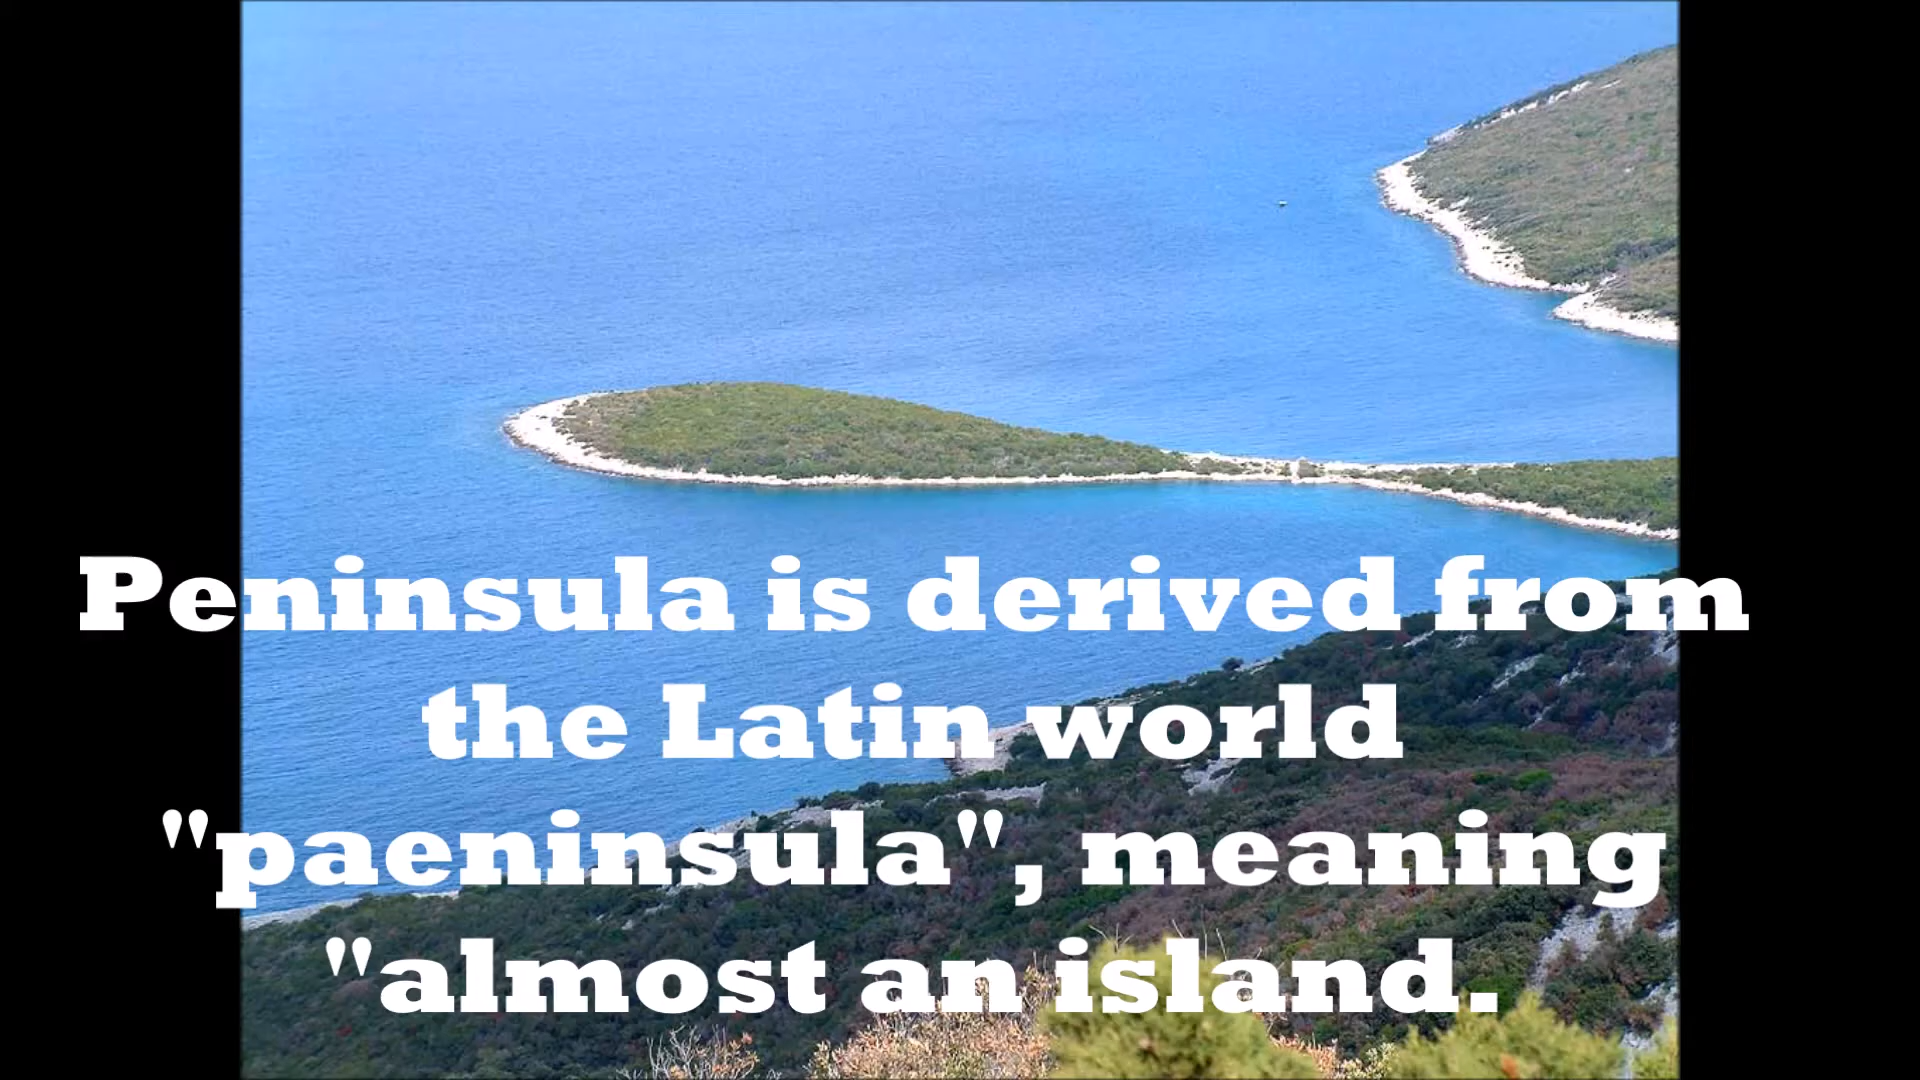 Peninsula is derived from
the Latin world
"paeninsula", meaning
"almost an island.